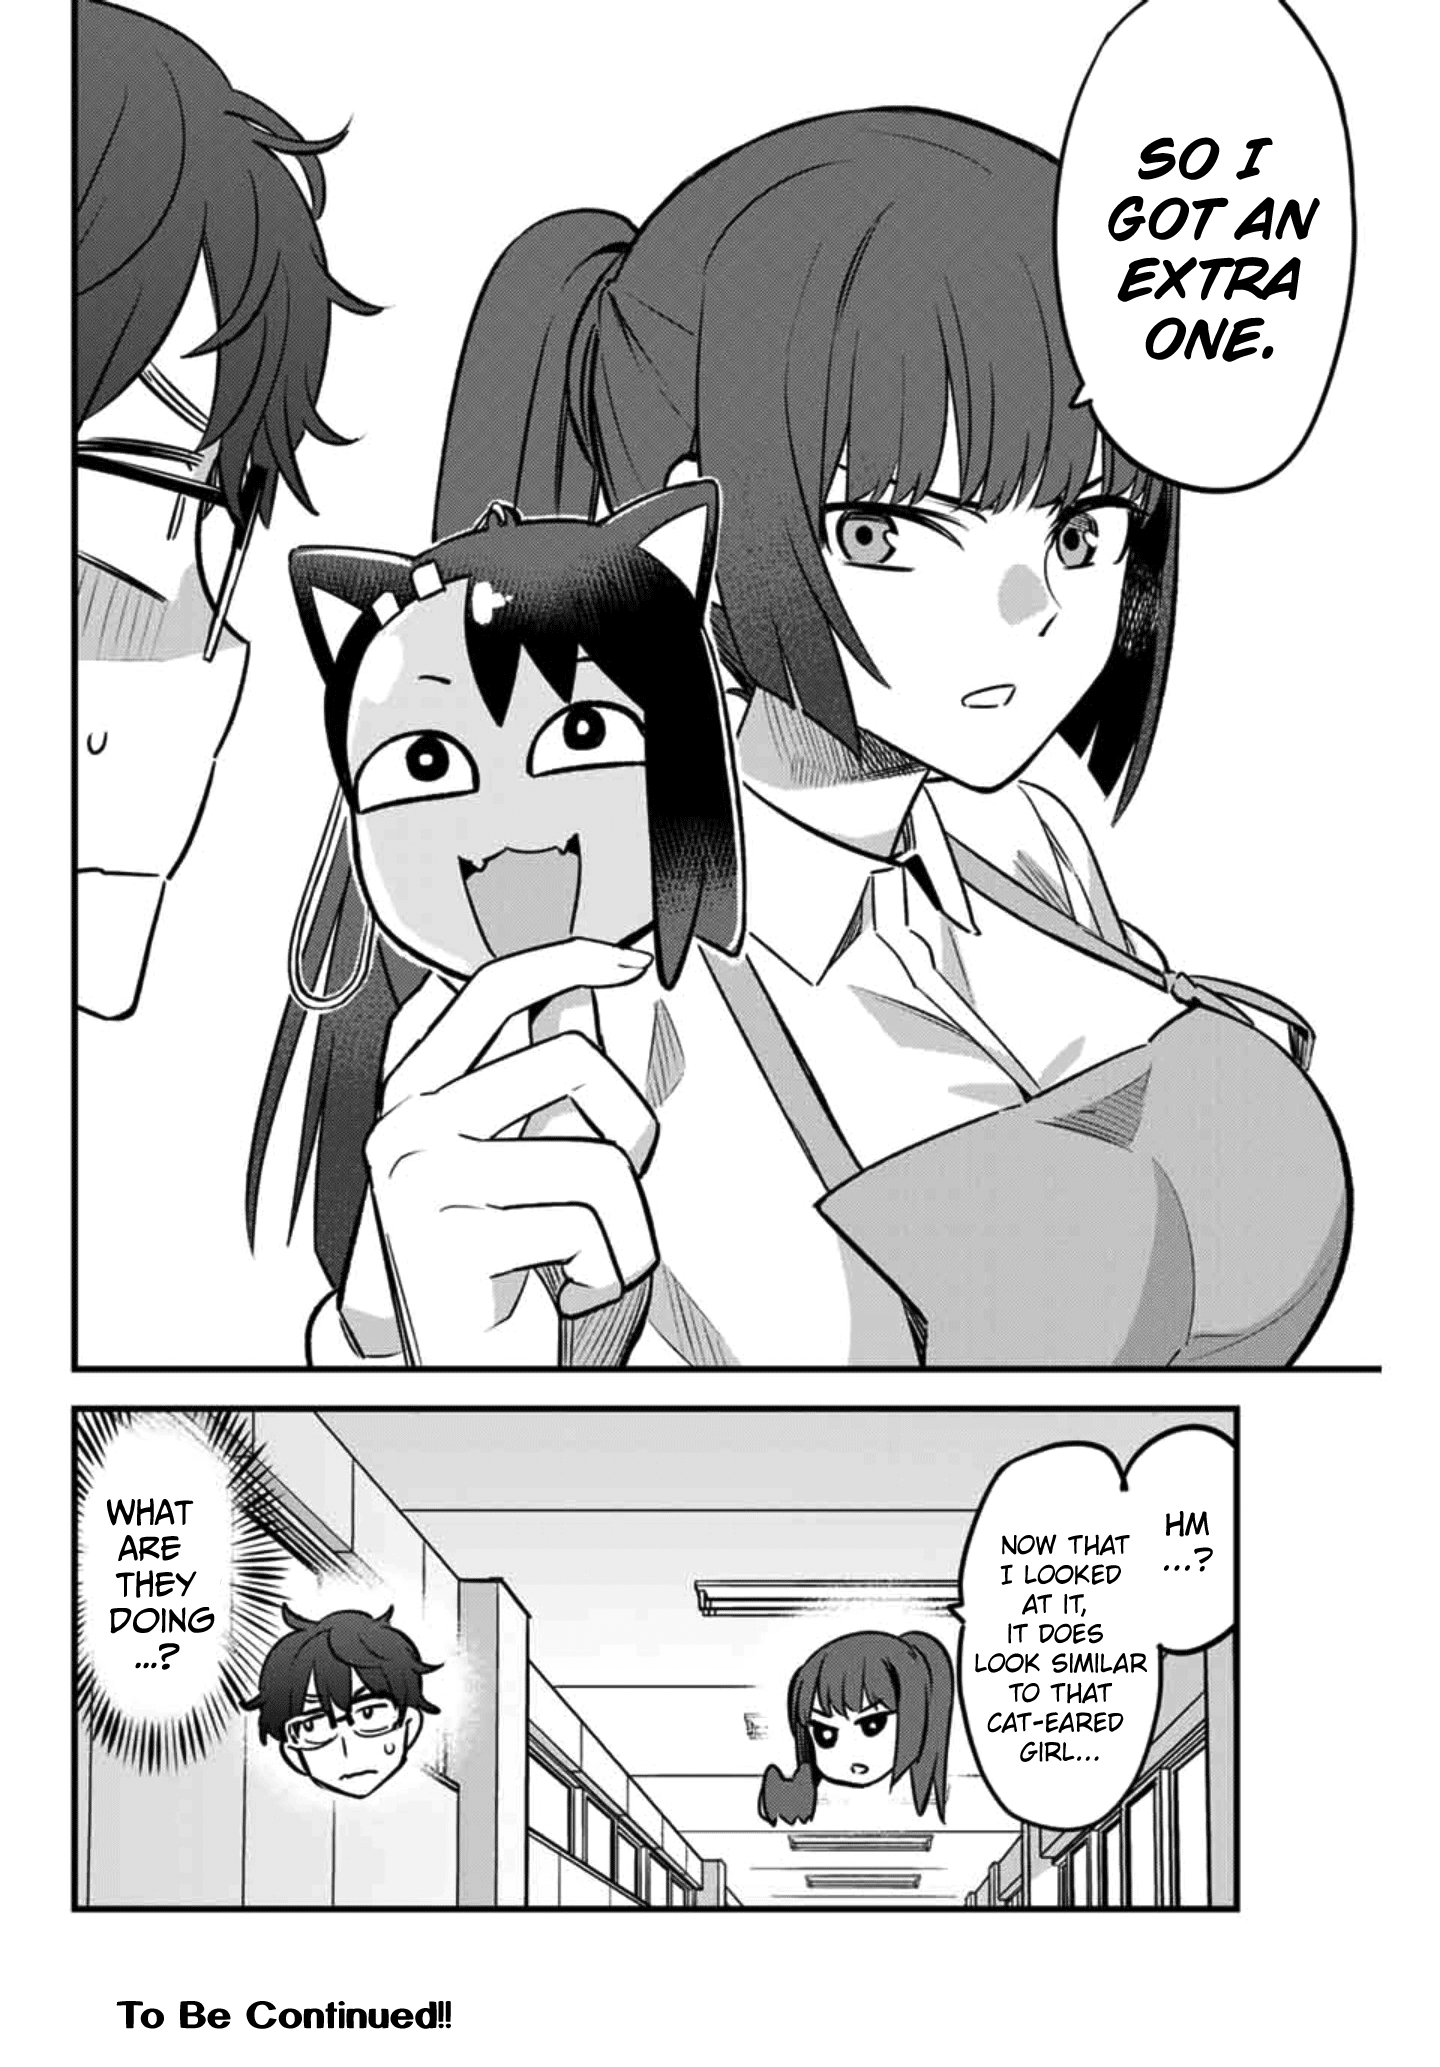 SO I
GOT AN
EXTRA
ONE.
HM
...?
NOW THAT
I LOOKED
AT IT,
IT DOES
LOOK SIMILAR
TO THAT
CAT-EARED
GIRL...
WHAT
ARE
THEY
DOING
...?
To Be Continued!!